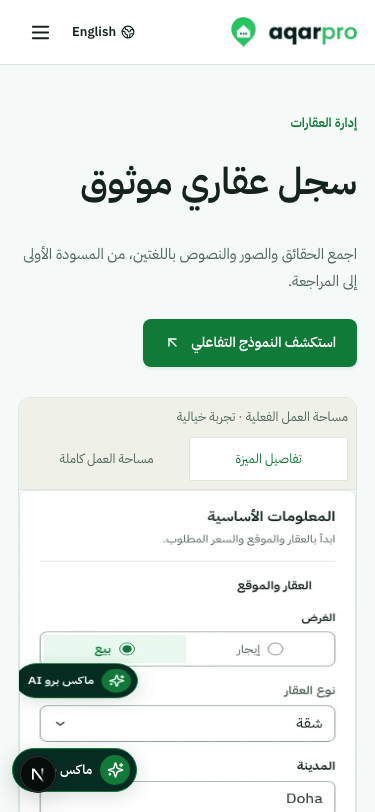 aqarpro
English
إدارة العقارات
سجل عقاري موثوق
اجمع الحقائق والصور والنصوص باللغتين، من المسودة الأولى
إلى المراجعة.
استكشف النموذج التفاعلي
مساحة العمل الفعلية · تجربة خيالية
تفاصيل الميزة
مساحة العمل كاملة
المعلومات الأساسية
ابدأ بالعقار والموقع والسعر المطلوب.
العقار والموقع
الغرض
إيجار
بيع
ماكس برو AI
نوع العقار
شقة
ماكس
N
المدينة
Doha